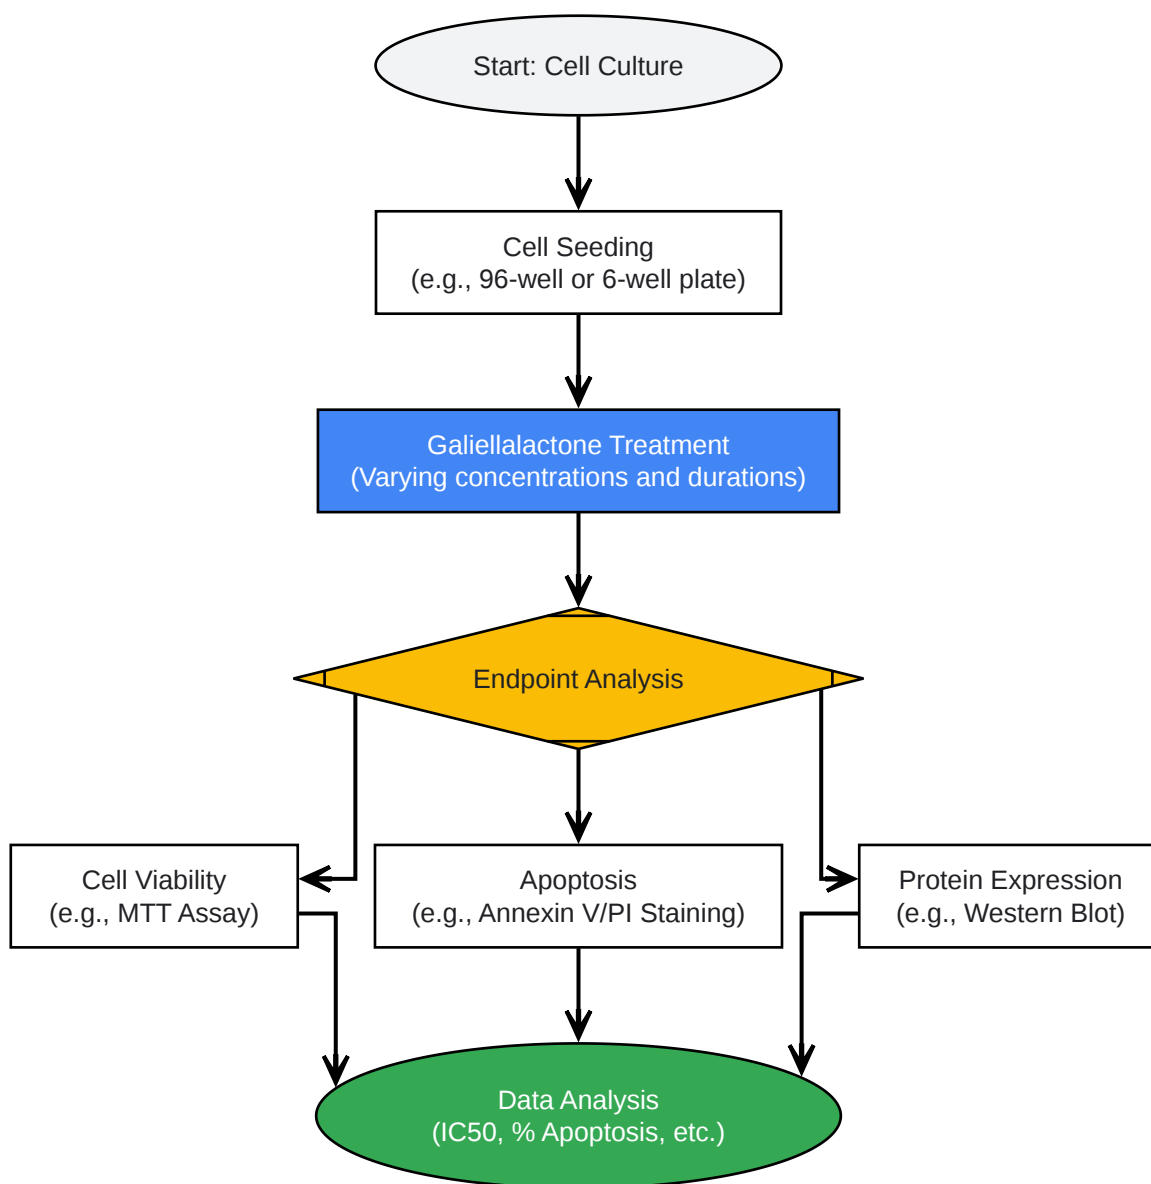 Start: Cell Culture
Cell Seeding
(e.g., 96-well or 6-well plate)
Galiellalactone Treatment
(Varying concentrations and durations)
Endpoint Analysis
Cell Viability
(e.g., MTT Assay)
Apoptosis
(e.g., Annexin V/PI Staining)
Protein Expression
(e.g., Western Blot)
Data Analysis
(IC50, % Apoptosis, etc.)